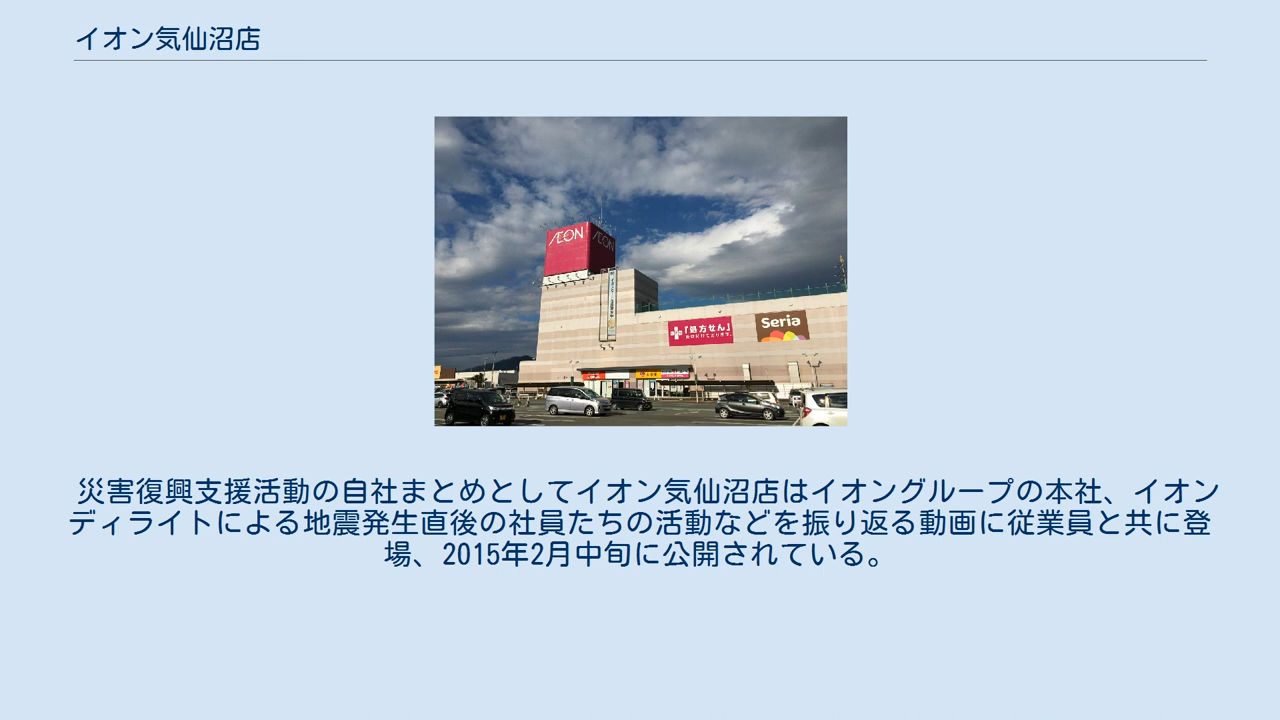 イオン気仙沼店
ÆON
ÆON
「処方せん」
Seria
災害復興支援活動の自社まとめとしてイオン気仙沼店はイオングループの本社、イオン
ディライトによる地震発生直後の社員たちの活動などを振り返る動画に従業員と共に登
場、2015年2月中旬に公開されている。